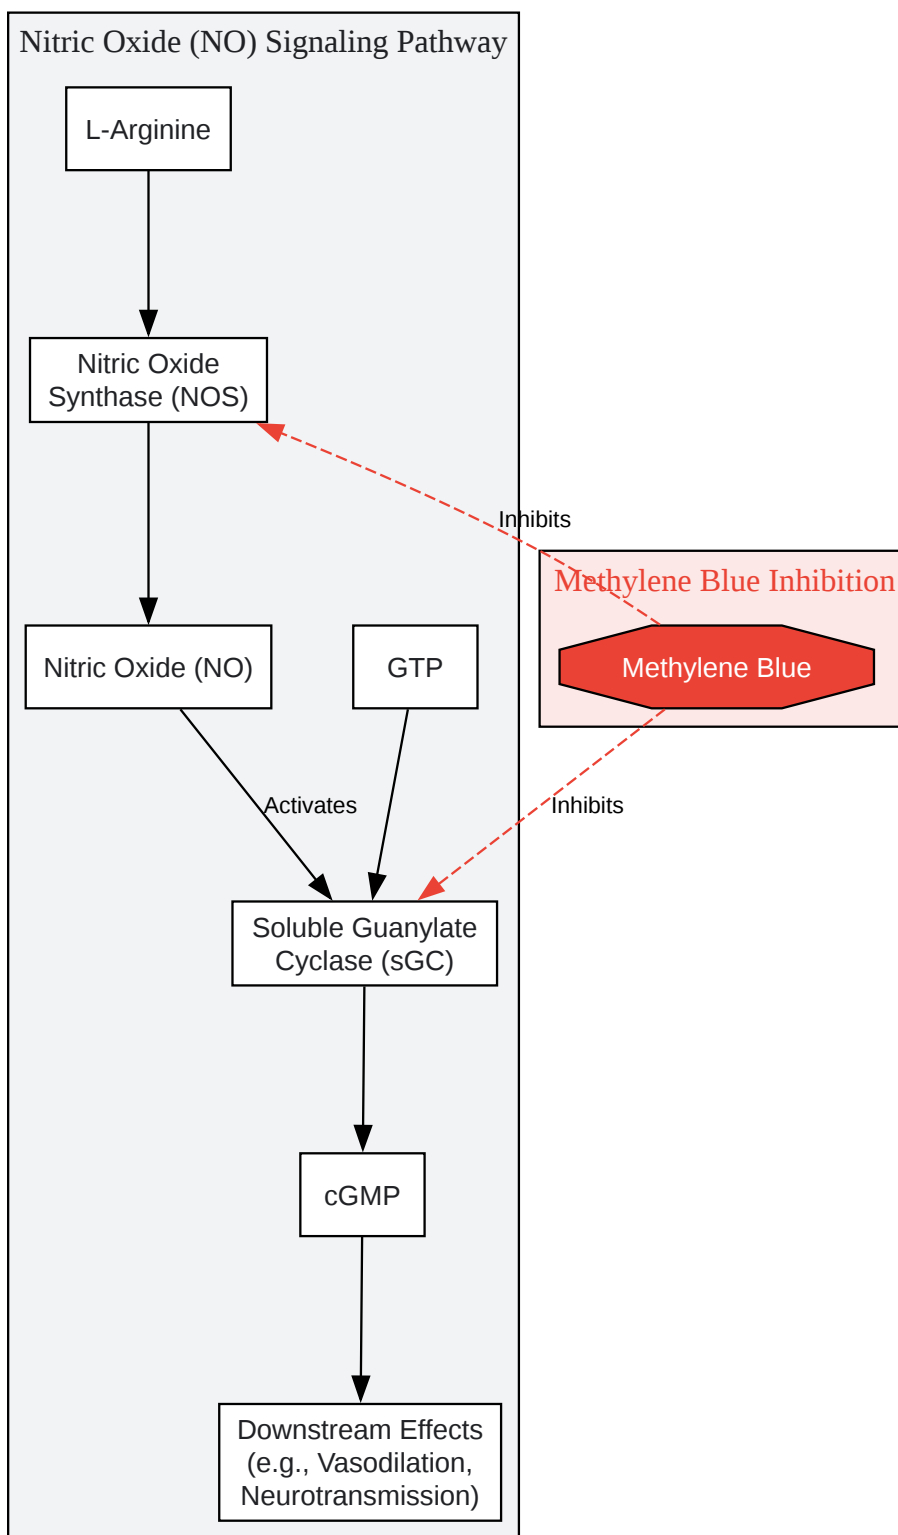 Nitric Oxide (NO) Signaling Pathway
L-Arginine
Nitric Oxide
Synthase (NOS)
Inhibits
Methylene Blue Inhibition
Methylene Blue
Nitric Oxide (NO)
GTP
Activates
Inhibits
Soluble Guanylate
Cyclase (sGC)
cGMP
Downstream Effects
(e.g., Vasodilation,
Neurotransmission)